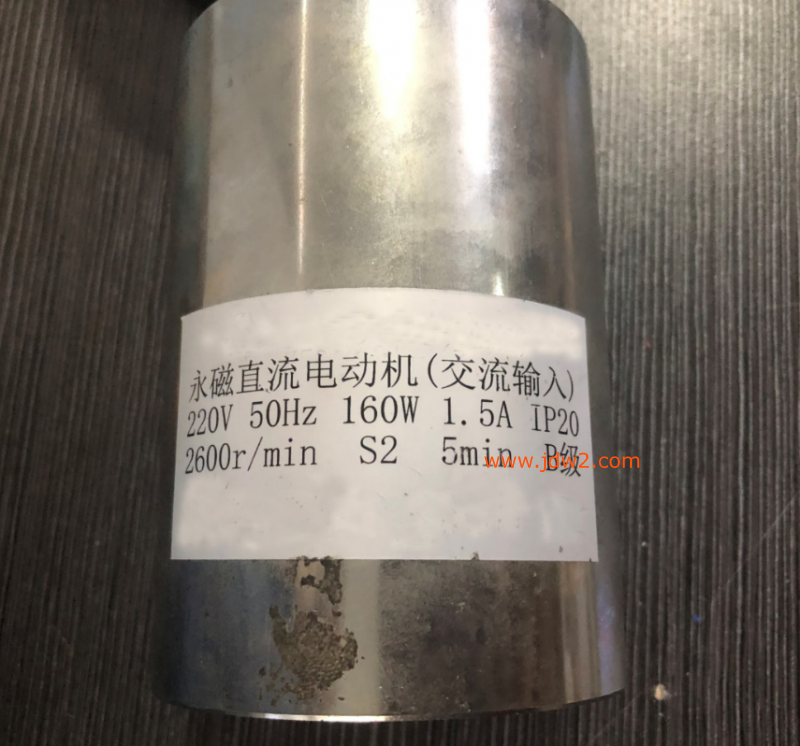 永磁直流电动机(交流输入)
220V 50Hz 160W 1.5A IP20
2600r/min S2 5min B级
www.jdw2.com